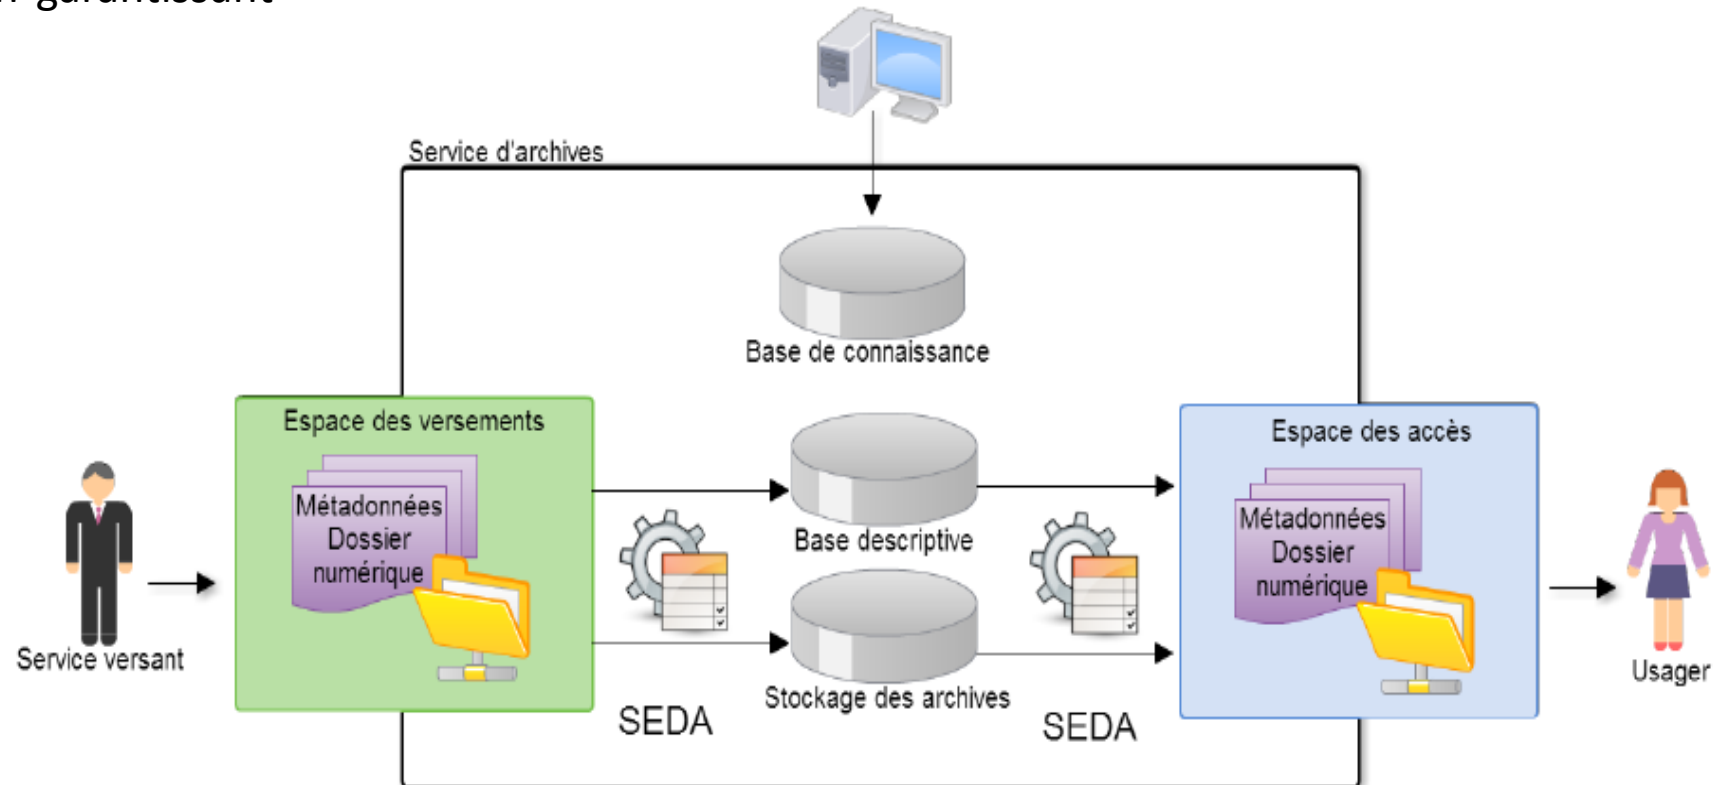 garantissant
Service d'archives
Base de connaissance
Espace des versements
Métadonnées
Dossier
numérique
Service versant
Base descriptive
Stockage des archives
SEDA
SEDA
Espace des accès
Métadonnées
Dossier
numérique
Usager